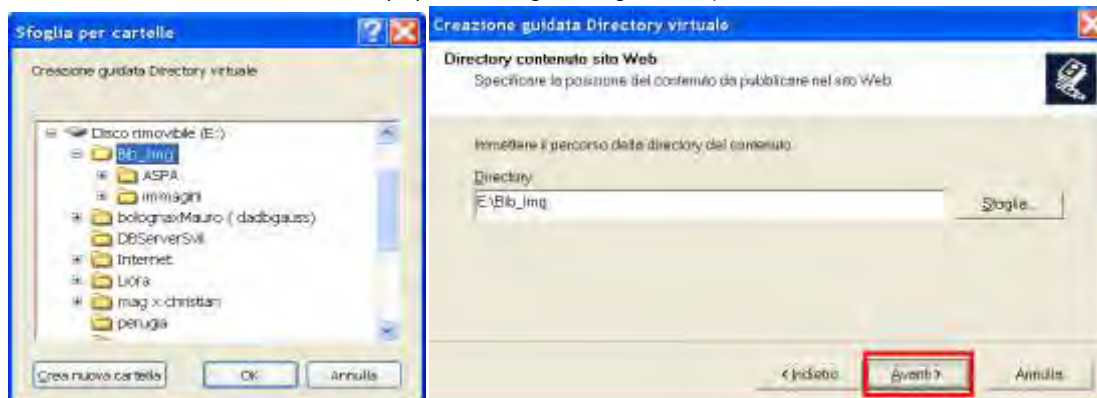 Sfoglia per cartelle
Creazione guidata Directory virtuale
Disco rimovibile (E:)
Bib_Img
ASPA
immagini
bolognaxMauro ( dadbgauss)
DBServerSvil
Internet
Liora
mag x christian
perugia
Crea nuova cartella
OK
Annulla
Creazione guidata Directory virtuale
Directory contenuto sito Web
Specificare la posizione del contenuto da pubblicare nel sito Web.
Immettere il percorso della directory del contenuto.
Directory
E:\Bib_Img
Sfoglia...
< Indietro
Avanti >
Annulla